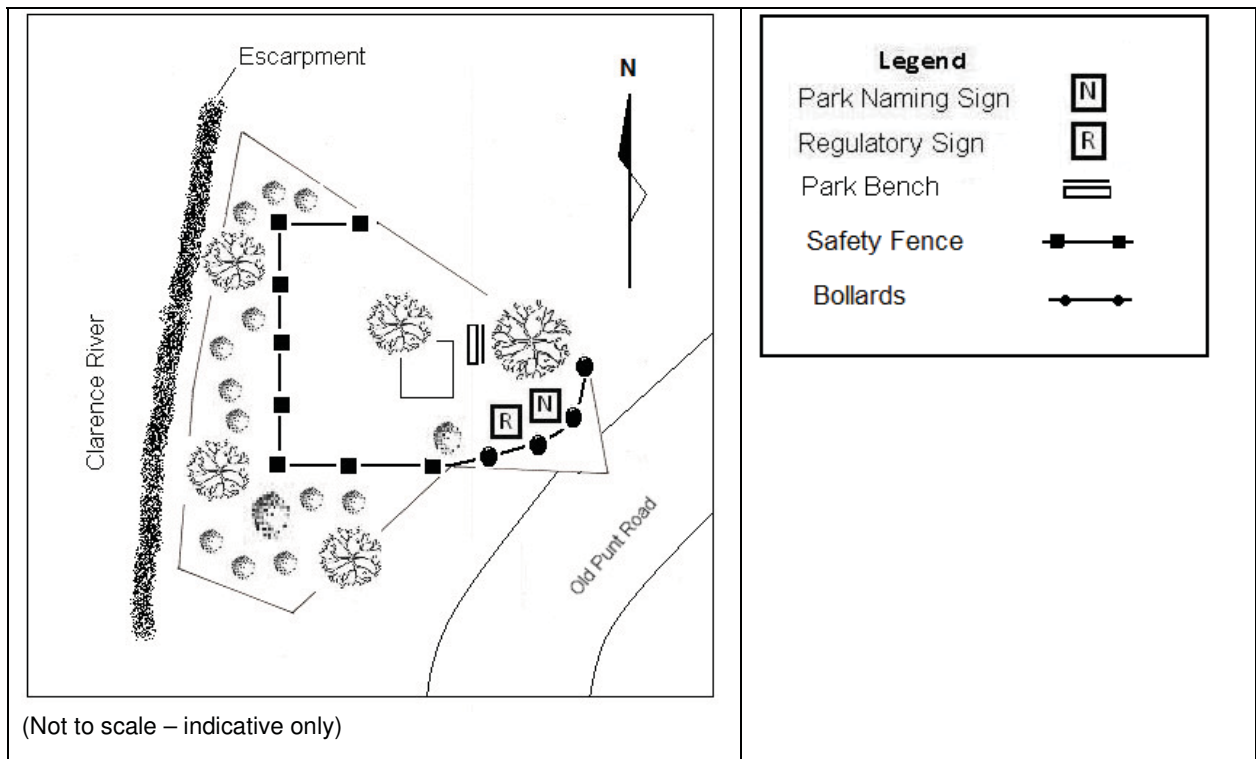 Escarpment
N
Clarence River
R
N
Old Punt Road
(Not to scale – indicative only)
Legend
Park Naming Sign N
Regulatory Sign R
Park Bench
Safety Fence
Bollards